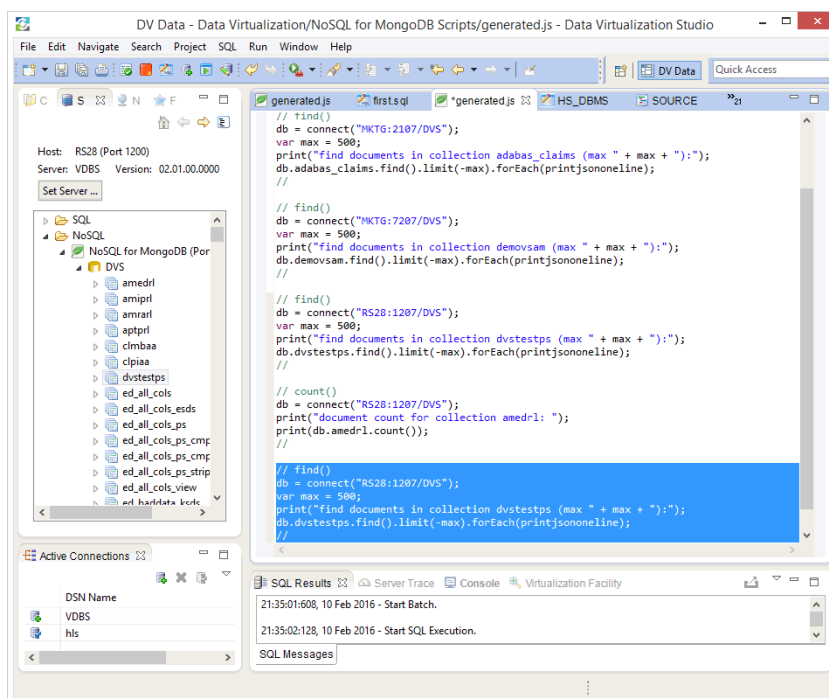 DV Data - Data Virtualization/NoSQL for MongoDB Scripts/generated.js - Data Virtualization Studio
File Edit Navigate Search Project SQL Run Window Help
DV Data
Quick Access
C S N F
Host: RS28 (Port 1200)
Server: VDBS Version: 02.01.00.0000
Set Server ...
SQL
NoSQL
NoSQL for MongoDB (Por
DVS
amedrl
amiprl
amrarl
aptprl
clmbaa
clpiaa
dvstestps
ed_all_cols
ed_all_cols_esds
ed_all_cols_ps
ed_all_cols_ps_cmp
ed_all_cols_ps_cmp
ed_all_cols_ps_strip
ed_all_cols_view
ed_baddata_ksds
Active Connections
DSN Name
VDBS
hls
generated.js first.sql *generated.js HS_DBMS SOURCE »21
// find()
db = connect("MKTG:2107/DVS");
var max = 500;
print("find documents in collection adabas_claims (max " + max + "):");
db.adabas_claims.find().limit(-max).forEach(printjsononeline);
//
// find()
db = connect("MKTG:7207/DVS");
var max = 500;
print("find documents in collection demovsam (max " + max + "):");
db.demovsam.find().limit(-max).forEach(printjsononeline);
//
// find()
db = connect("RS28:1207/DVS");
var max = 500;
print("find documents in collection dvstestps (max " + max + "):");
db.dvstestps.find().limit(-max).forEach(printjsononeline);
//
// count()
db = connect("RS28:1207/DVS");
print("document count for collection amedrl: ");
print(db.amedrl.count());
//
// find()
db = connect("RS28:1207/DVS");
var max = 500;
print("find documents in collection dvstestps (max " + max + "):");
db.dvstestps.find().limit(-max).forEach(printjsononeline);
//
SQL Results Server Trace Console Virtualization Facility
21:35:01:608, 10 Feb 2016 - Start Batch.
21:35:02:128, 10 Feb 2016 - Start SQL Execution.
SQL Messages